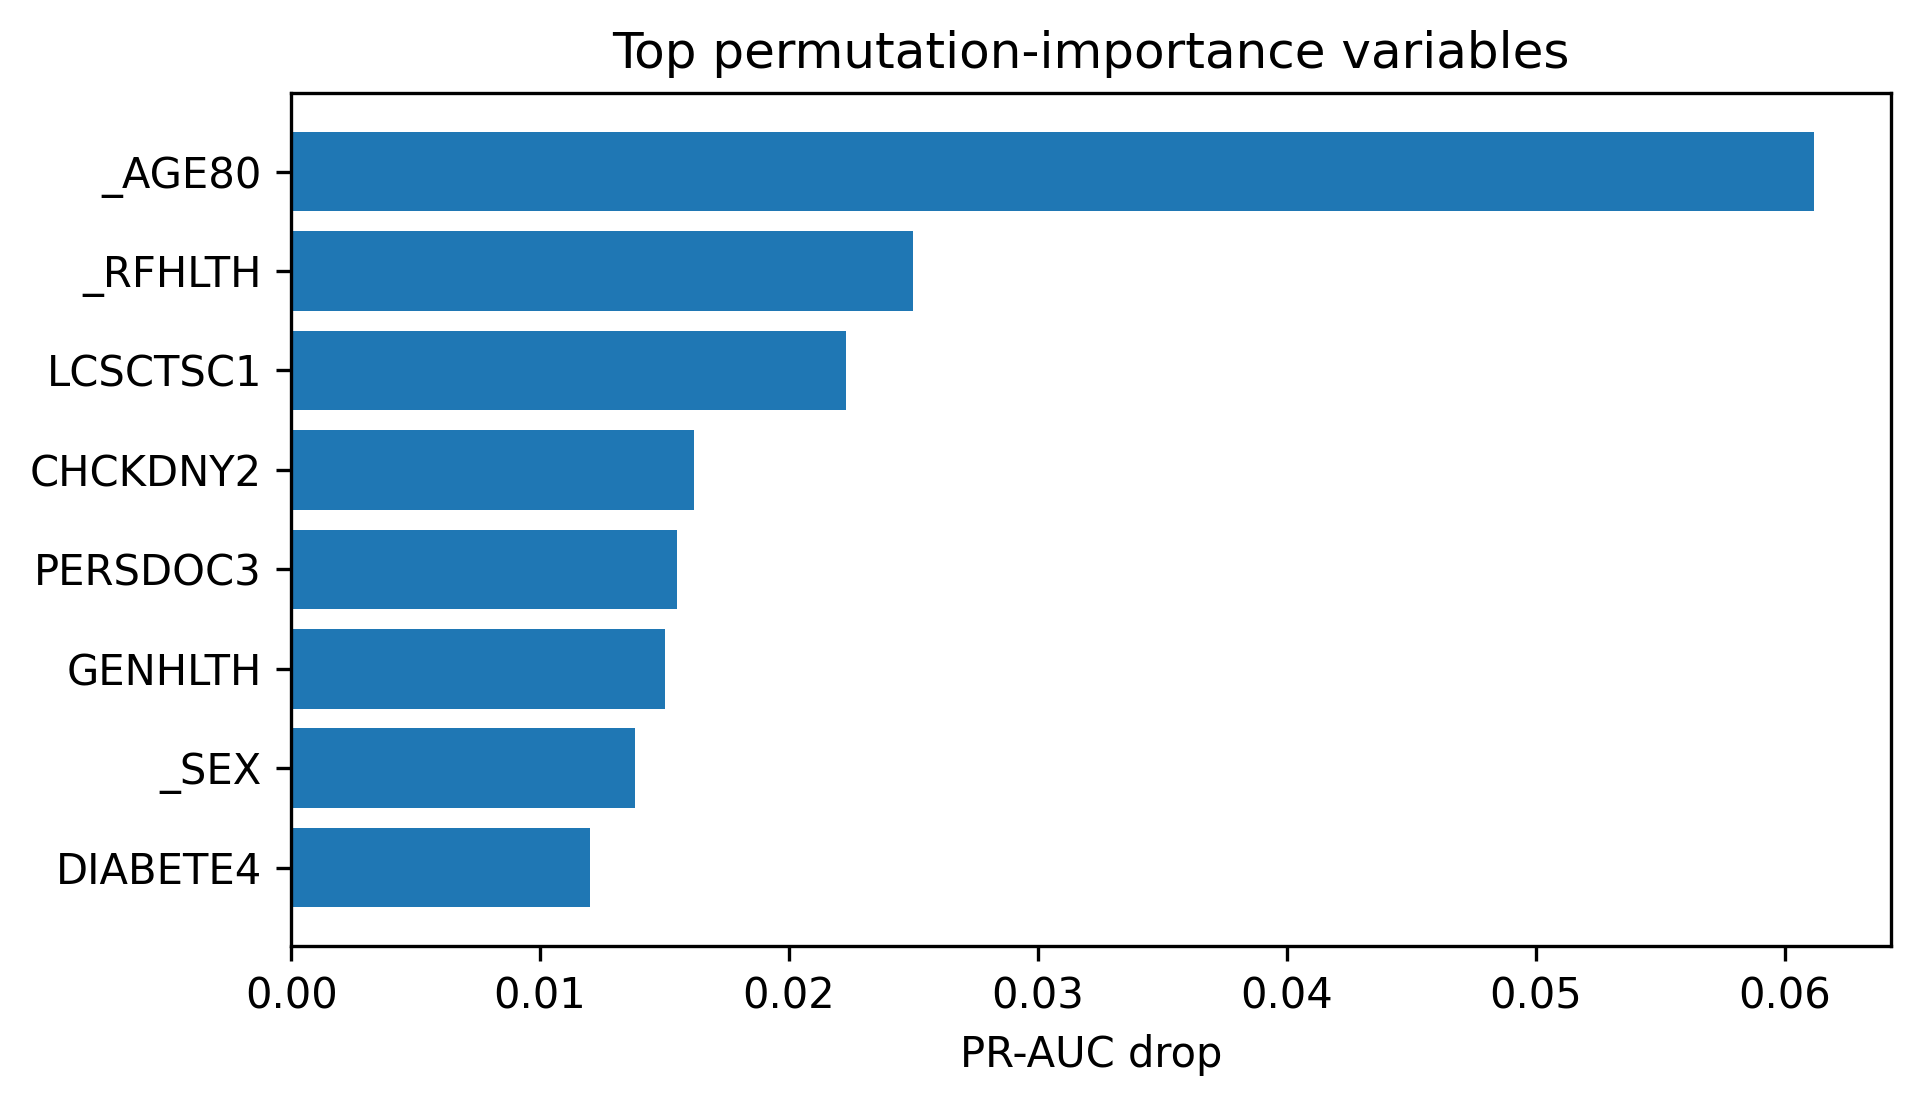 Top permutation-importance variables
_AGE80
_RFHLTH
LCSCTSC1
CHCKDNY2
PERSDOC3
GENHLTH
_SEX
DIABETE4
0.00 0.01 0.02 0.03 0.04 0.05 0.06
PR-AUC drop